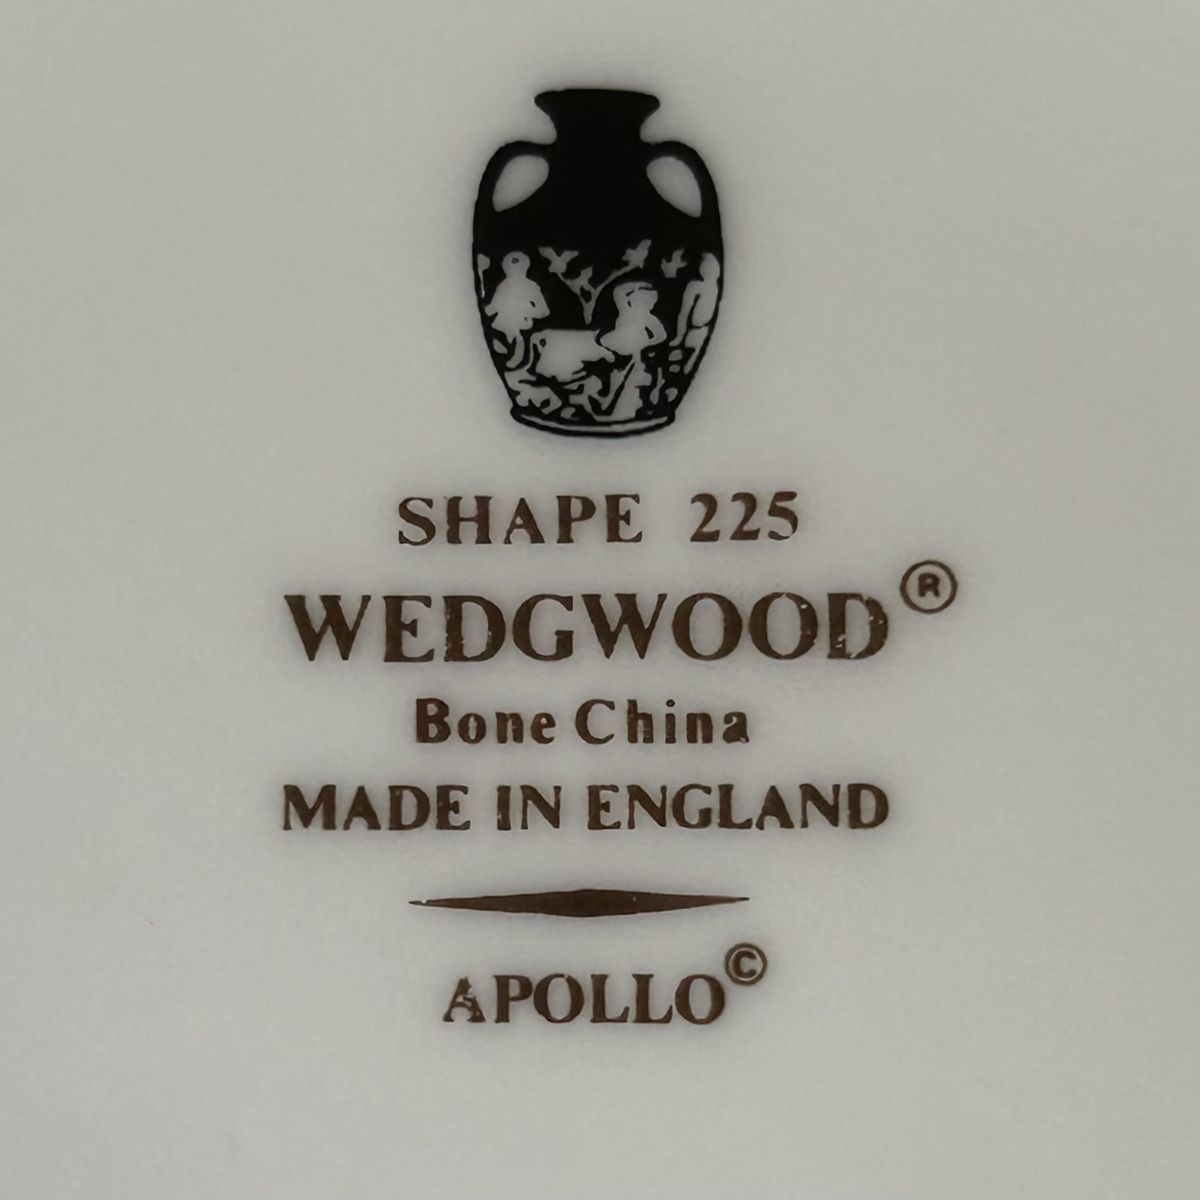 SHAPE 225
WEDGWOOD®
Bone China
MADE IN ENGLAND
APOLLO©